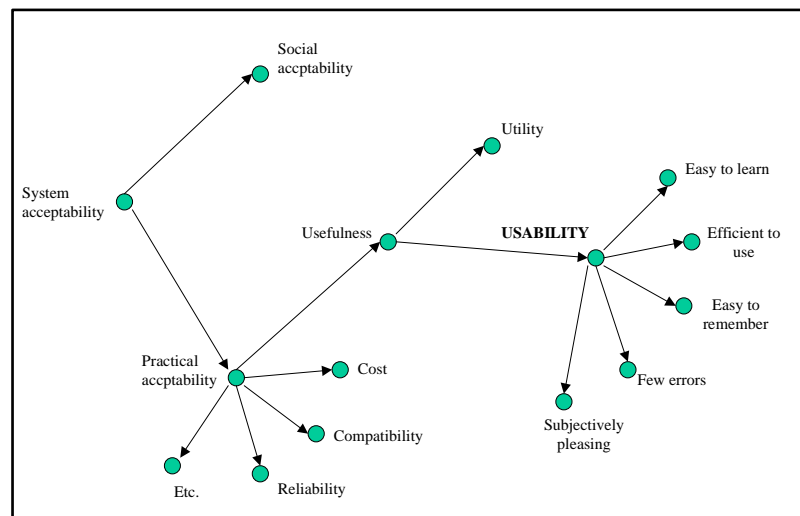 Social
accptability
Utility
Easy to learn
System
acceptability
Usefulness
USABILITY
Efficient to
use
Easy to
remember
Practical
accptability
Cost
Few errors
Subjectively
pleasing
Compatibility
Etc.
Reliability